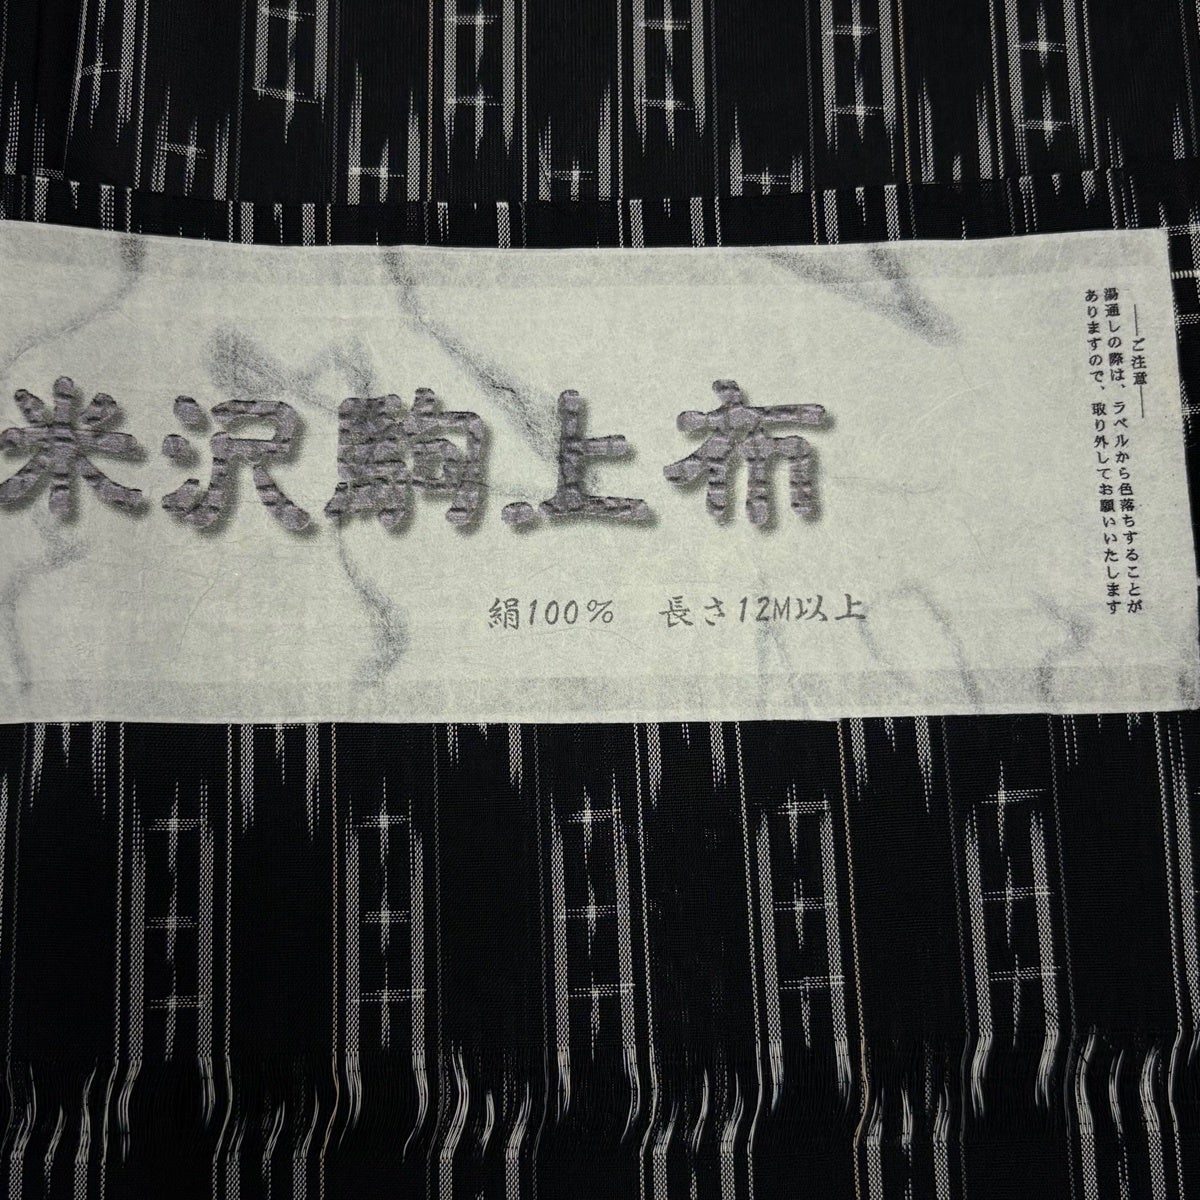 米沢駒上布
絹100% 長さ12M以上
――ご注意――
湯通しの際は、ラベルから色落ちすることが
ありますので、取り外してお願いいたします